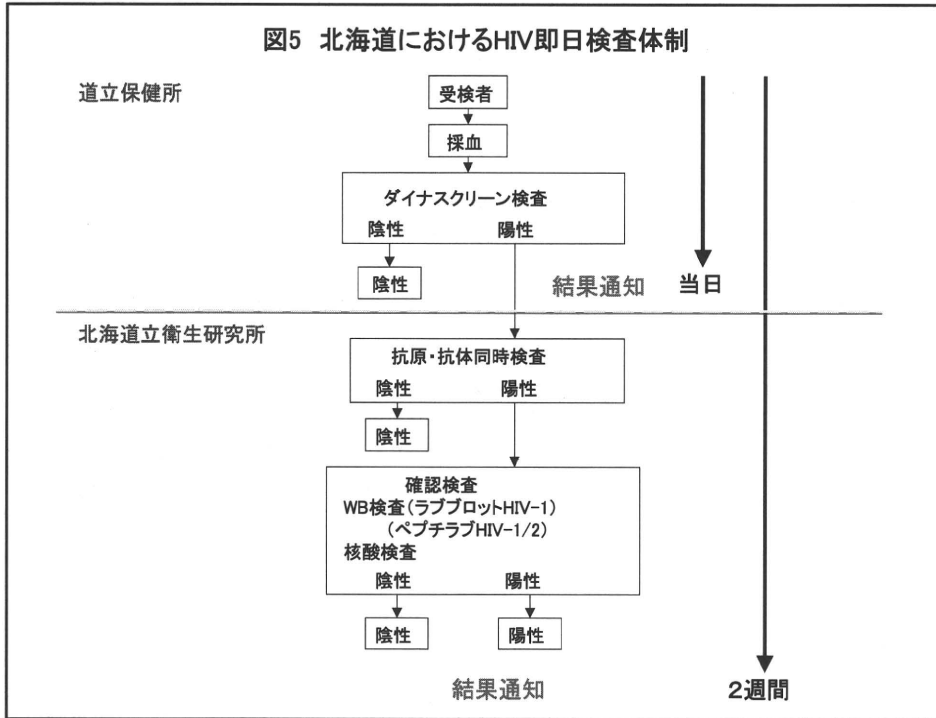 図5 北海道におけるHIV即日検査体制
道立保健所
受検者
採血
ダイナスクリーン検査
陰性 陽性
陰性
結果通知 当日
北海道立衛生研究所
抗原・抗体同時検査
陰性 陽性
陰性
確認検査
WB検査(ラブブロットHIV-1)
(ペプチラブHIV-1/2)
核酸検査
陰性 陽性
陰性 陽性
結果通知 2週間